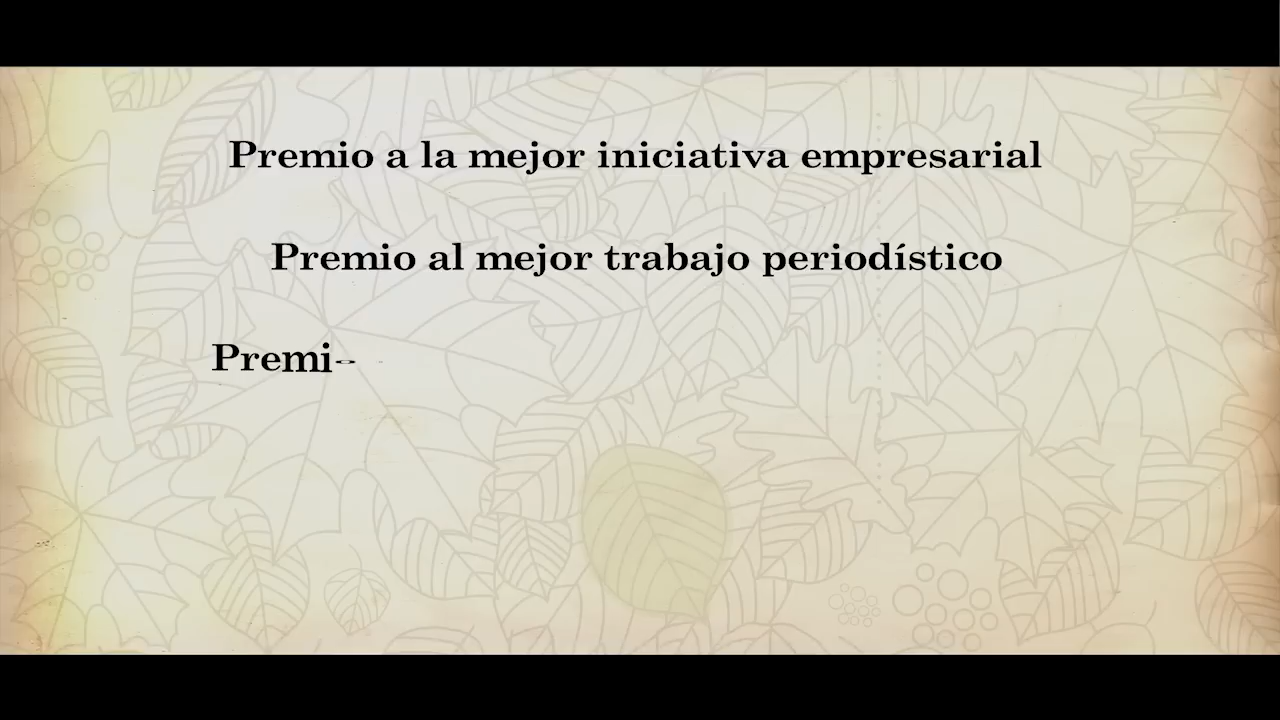 Premio a la mejor iniciativa empresarial
Premio al mejor trabajo periodístico
Premi